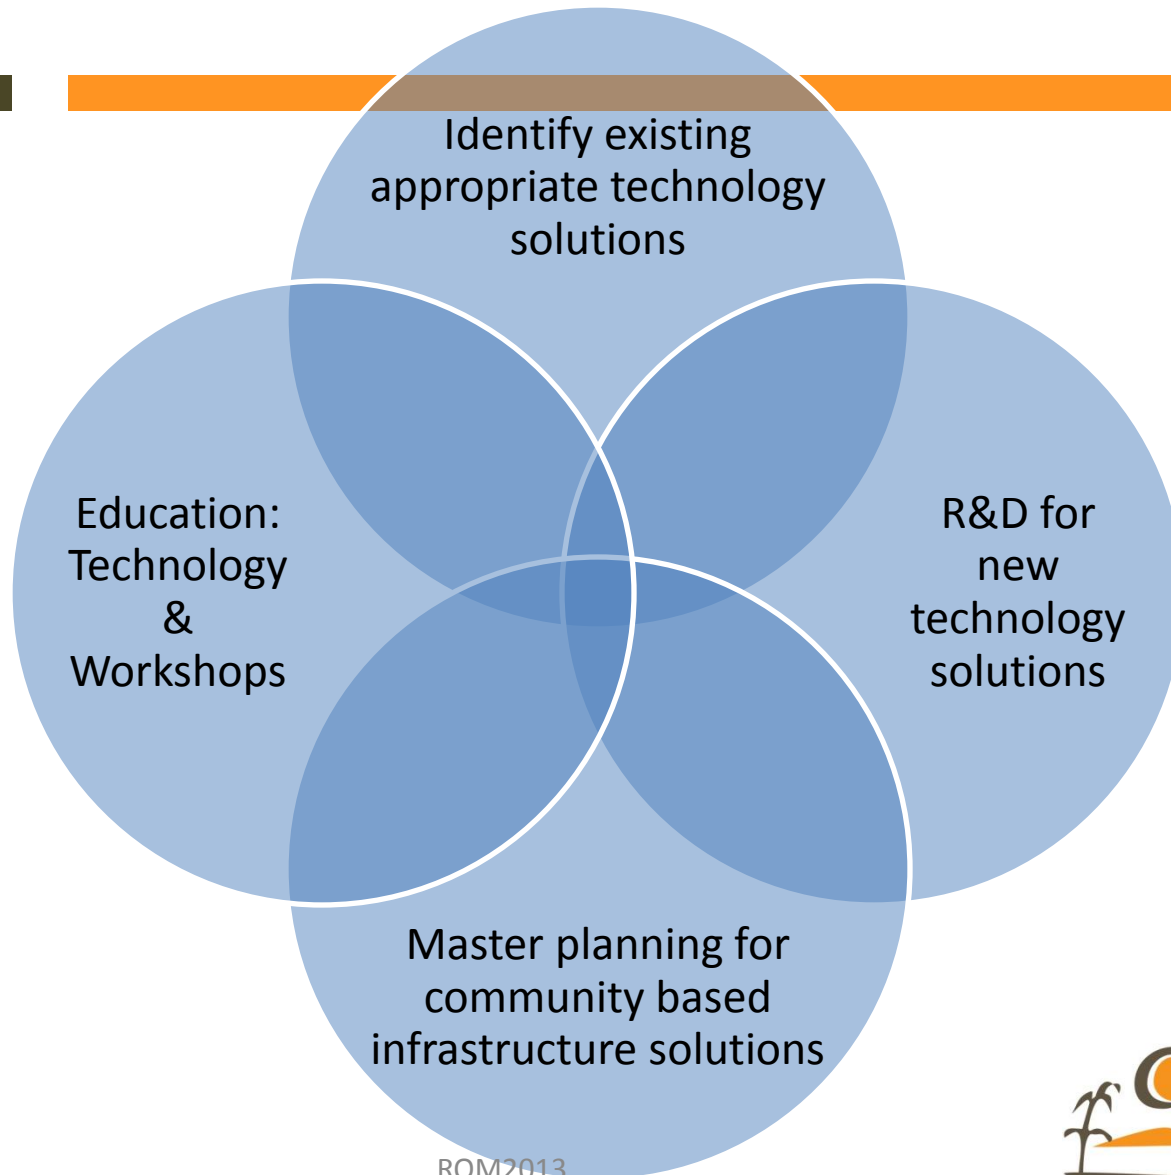 Identify existing
appropriate technology
solutions
Education:
Technology
&
Workshops
R&D for
new
technology
solutions
Master planning for
community based
infrastructure solutions
ROM2013